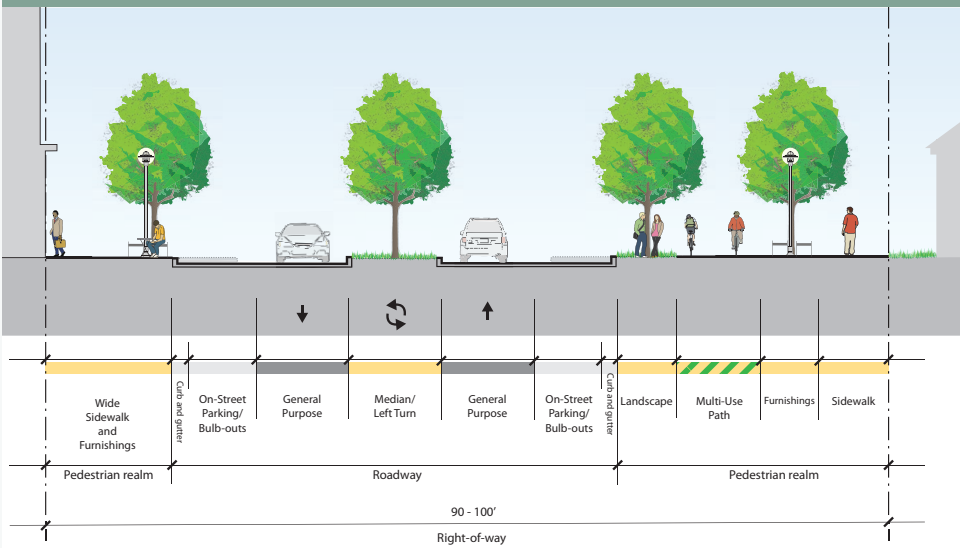 Wide
Sidewalk
and
Furnishings
Curb and gutter
On-Street
Parking/
Bulb-outs
General
Purpose
Median/
Left Turn
General
Purpose
On-Street
Parking/
Bulb-outs
Curb and gutter
Landscape
Multi-Use
Path
Furnishings
Sidewalk
Pedestrian realm
Roadway
Pedestrian realm
90 - 100'
Right-of-way